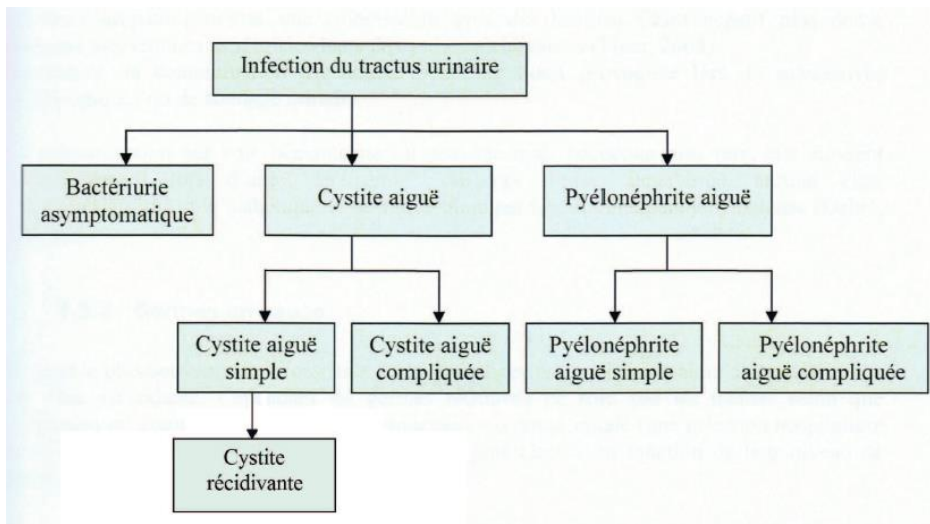 Infection du tractus urinaire
Bactériurie
asymptomatique
Cystite aiguë
Pyélonéphrite aiguë
Cystite aiguë
simple
Cystite aiguë
compliquée
Pyélonéphrite
aiguë simple
Pyélonéphrite
aiguë compliquée
Cystite
récidivante